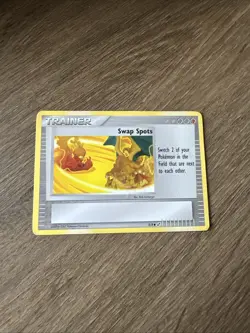 TRAINER
Swap Spots
Switch 2 of your
Pokémon in the
field that are next
to each other.